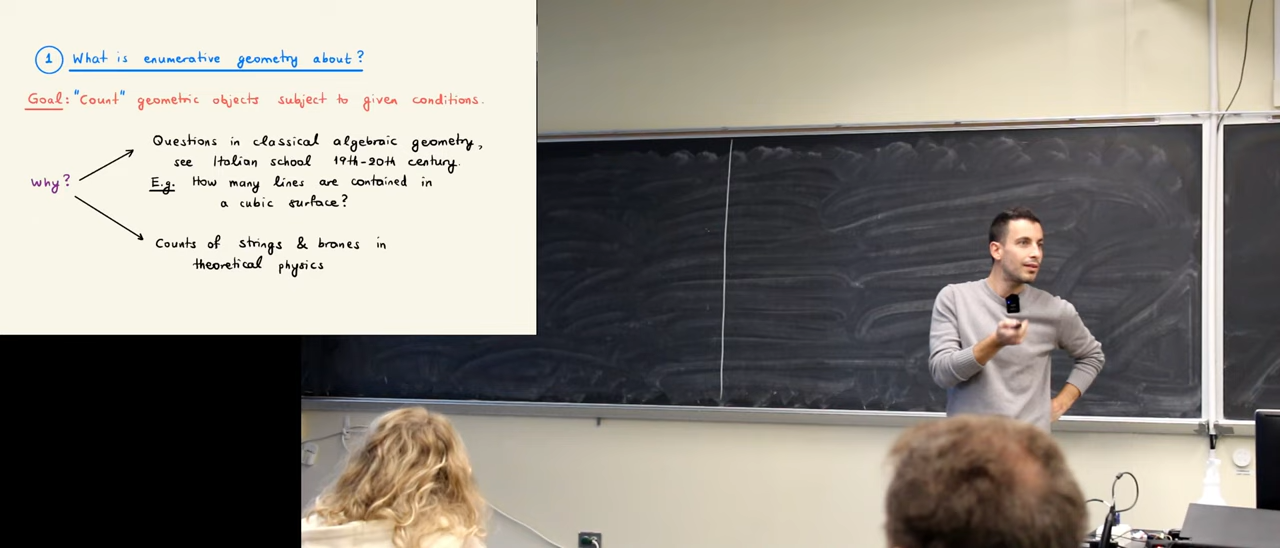 1 What is enumerative geometry about?
Goal: "Count" geometric objects subject to given conditions.
Questions in classical algebraic geometry,
see Italian school 19th-20th century.
Why?
E.g. How many lines are contained in
a cubic surface?
Counts of strings & branes in
theoretical physics